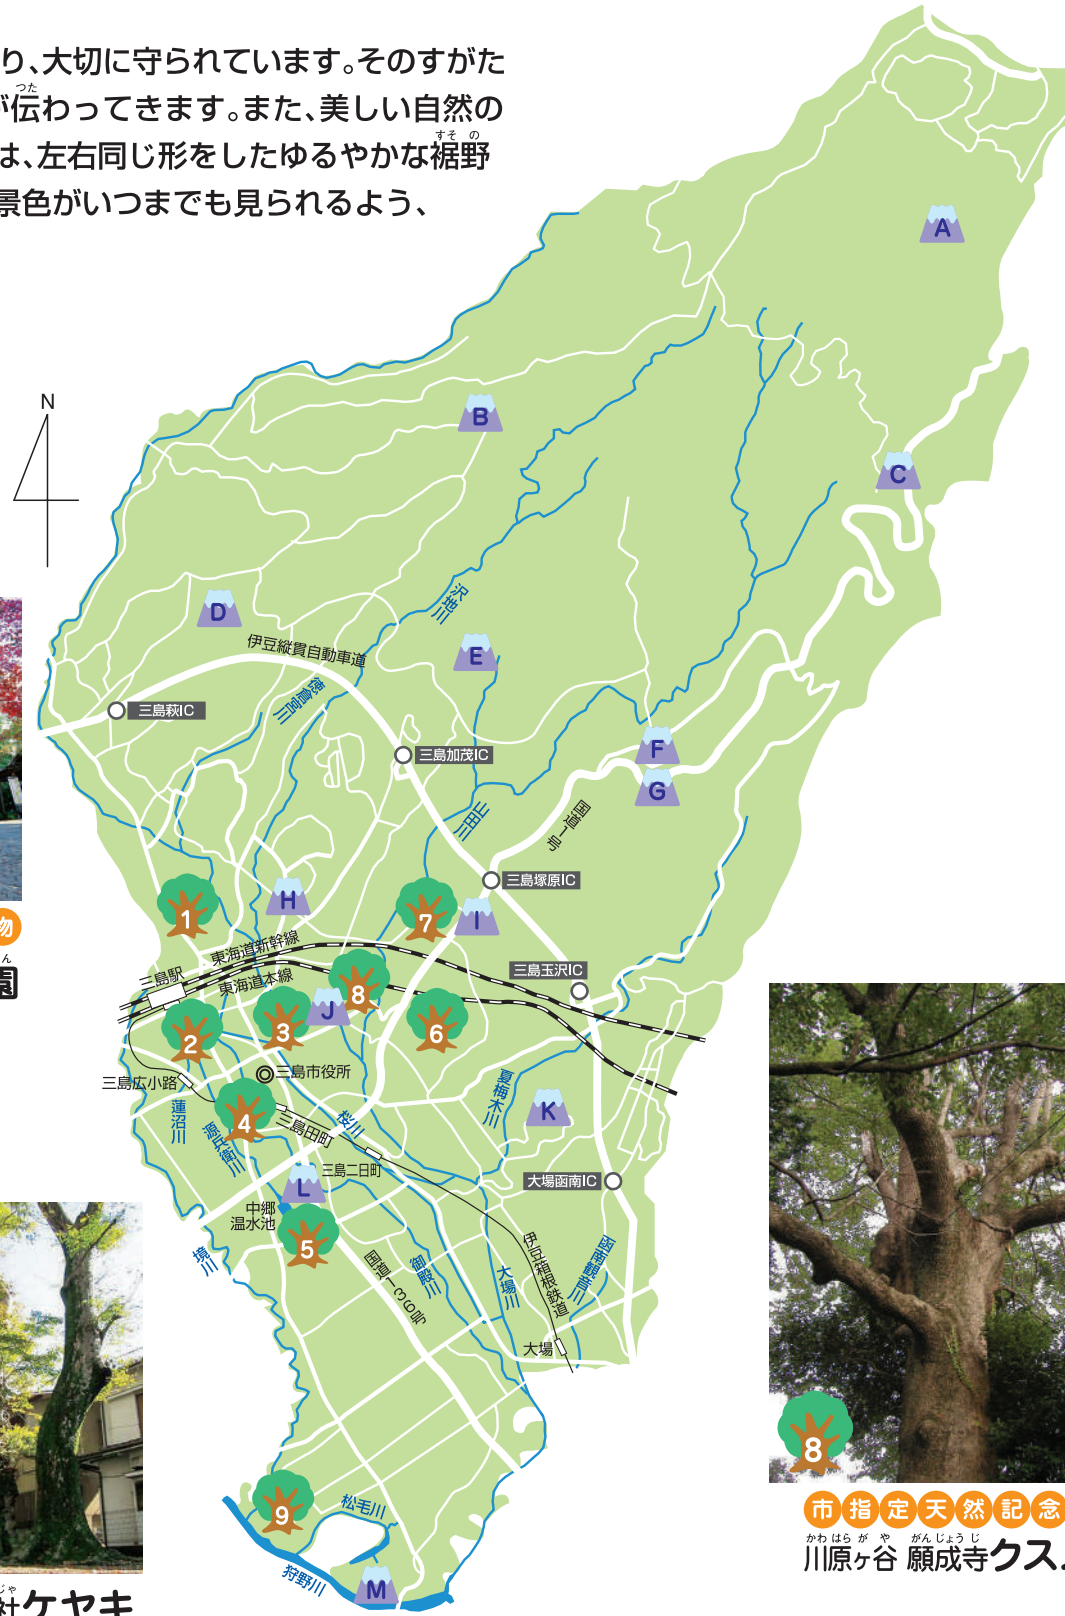 り、大切に守られています。そのすがた
が伝わってきます。また、美しい自然の
つた
は、左右同じ形をしたゆるやかな裾野
すその
景色がいつまでも見られるよう、
N
A
B
C
D
E
F
G
H
I
J
K
L
M
沢地川
伊豆縦貫自動車道
徳倉宮川
三島萩IC
三島加茂IC
山田川
国道1号
三島塚原IC
1
7
物
ん
園
東海道新幹線
三島駅
東海道本線
三島玉沢IC
8
3
2
6
三島市役所
三島広小路
蓮沼川
源兵衛川
4
三島田町
桜川
夏梅木川
三島二日町
大場函南IC
中郷
温水池
5
境川
国道136号
御殿川
大場川
伊豆箱根鉄道
函南観音川
大場
9
松毛川
狩野川
じゃ
社ケヤキ
8
市指定天然記念
かわはらがや がんじょうじ
川原ヶ谷 願成寺クス